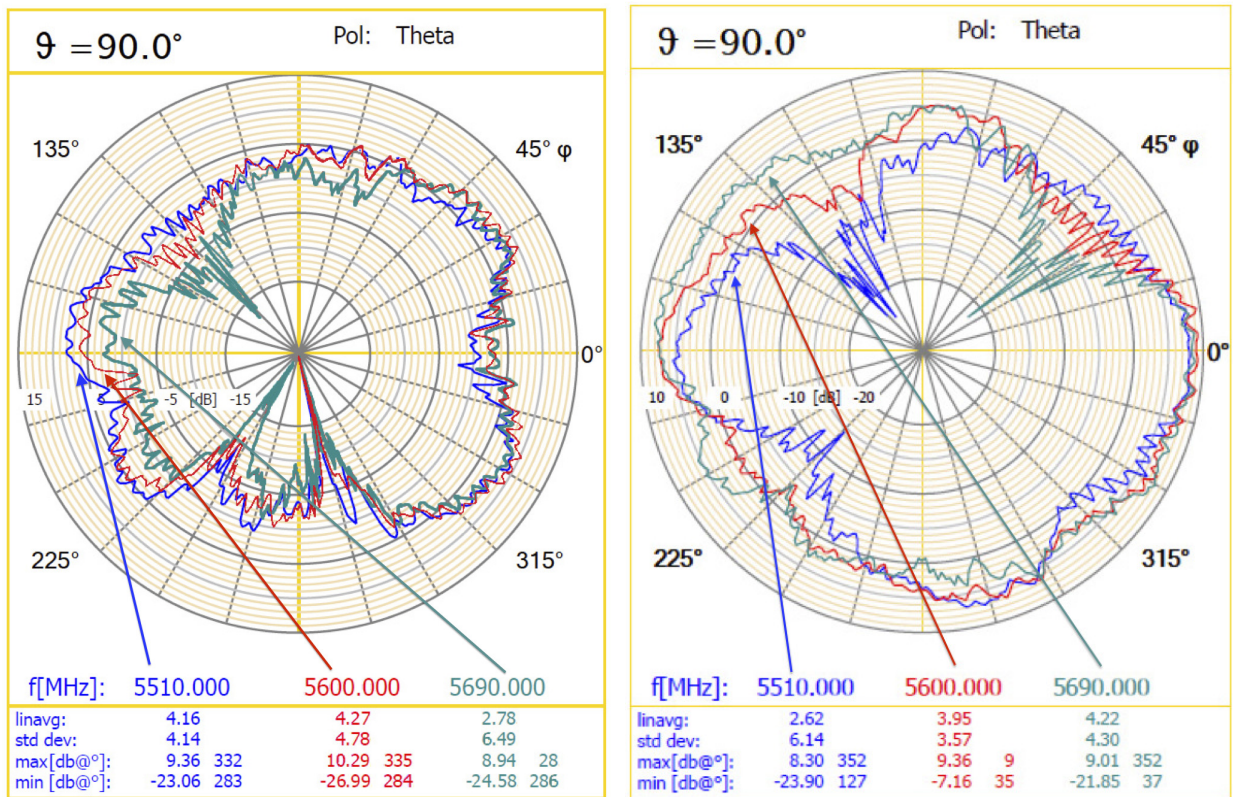 ϑ =90.0° Pol: Theta
135° 45° φ
0°
15 -5 [dB] -15
225° 315°
f[MHz]: 5510.000 5600.000 5690.000
linavg: 4.16 4.27 2.78
std dev: 4.14 4.78 6.49
max[db@°]: 9.36 332 10.29 335 8.94 28
min [db@°]: -23.06 283 -26.99 284 -24.58 286
ϑ =90.0° Pol: Theta
135° 45° φ
0°
10 0 -10 [dB] -20
225° 315°
f[MHz]: 5510.000 5600.000 5690.000
linavg: 2.62 3.95 4.22
std dev: 6.14 3.57 4.30
max[db@°]: 8.30 352 9.36 9 9.01 352
min [db@°]: -23.90 127 -7.16 35 -21.85 37